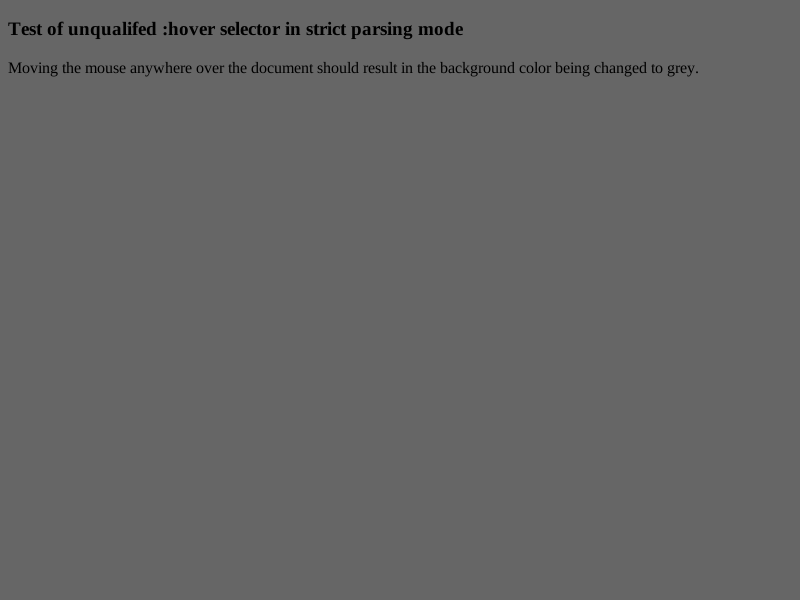 Test of unqualifed :hover selector in strict parsing mode
Moving the mouse anywhere over the document should result in the background color being changed to grey.